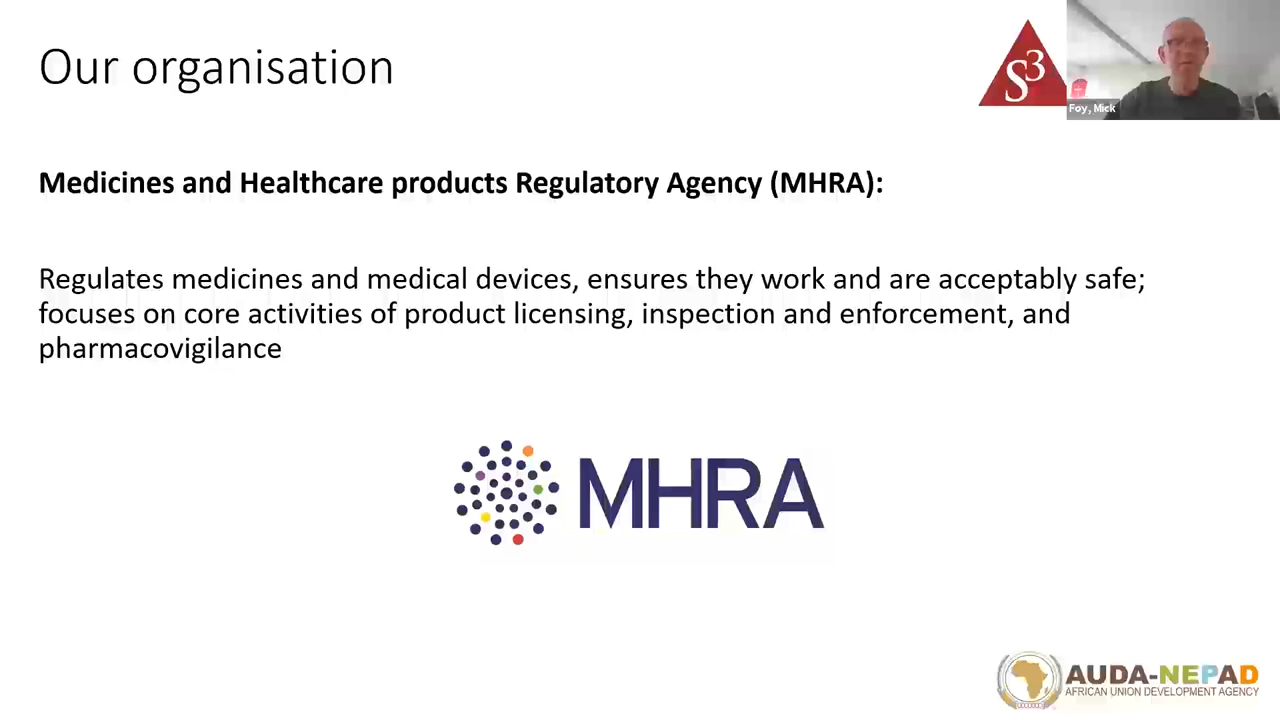 Our organisation
S3
Foy, Mick
Medicines and Healthcare products Regulatory Agency (MHRA):
Regulates medicines and medical devices, ensures they work and are acceptably safe;
focuses on core activities of product licensing, inspection and enforcement, and
pharmacovigilance
MHRA
AUDA-NEPAD
AFRICAN UNION DEVELOPMENT AGENCY